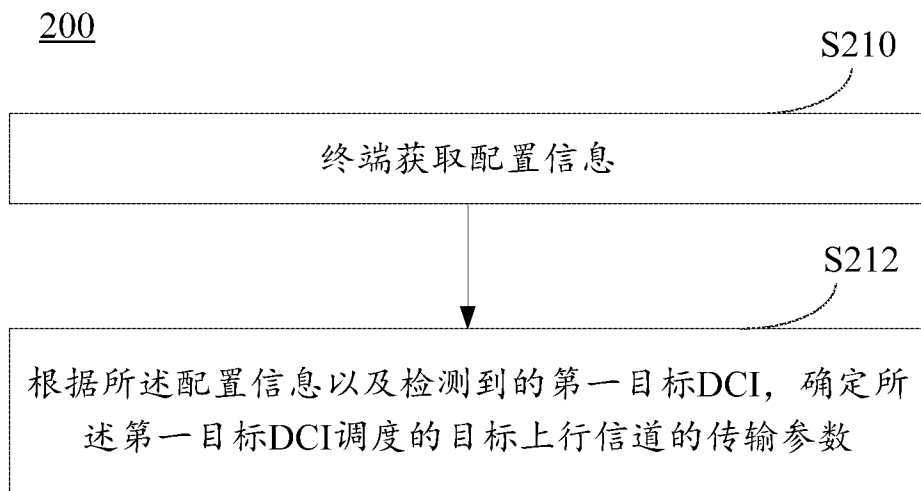 200
S210
终端获取配置信息
S212
根据所述配置信息以及检测到的第一目标DCI，确定所
述第一目标DCI调度的目标上行信道的传输参数